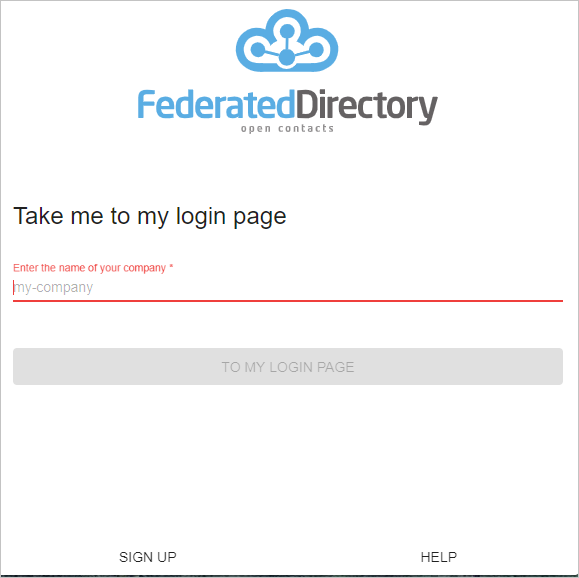 FederatedDirectory
open contacts
Take me to my login page
Enter the name of your company *
my-company
TO MY LOGIN PAGE
SIGN UP HELP